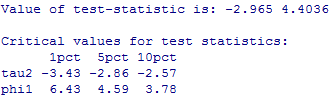 Value of test-statistic is: -2.965 4.4036
Critical values for test statistics:
1pct 5pct 10pct
tau2 -3.43 -2.86 -2.57
phi1 6.43 4.59 3.78